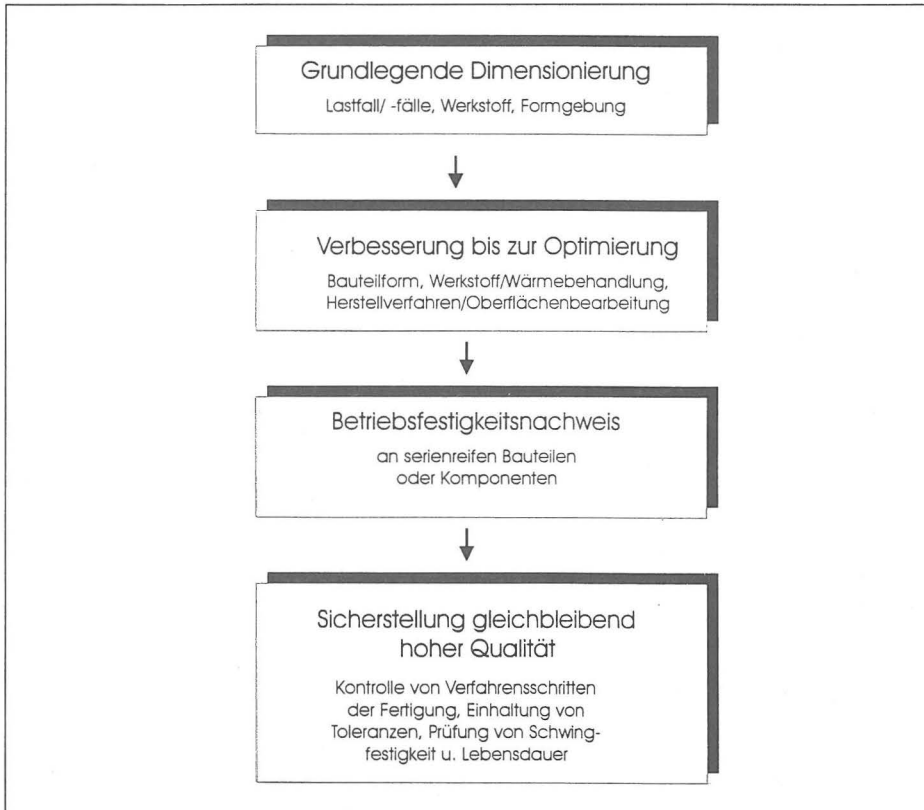 Grundlegende Dimensionierung
Lastfall/ -fälle, Werkstoff, Formgebung
Verbesserung bis zur Optimierung
Bauteilform, Werkstoff/Wärmebehandlung,
Herstellverfahren/Oberflächenbearbeitung
Betriebsfestigkeitsnachweis
an serienreifen Bauteilen
oder Komponenten
Sicherstellung gleichbleibend
hoher Qualität
Kontrolle von Verfahrensschritten
der Fertigung, Einhaltung von
Toleranzen, Prüfung von Schwing-
festigkeit u. Lebensdauer